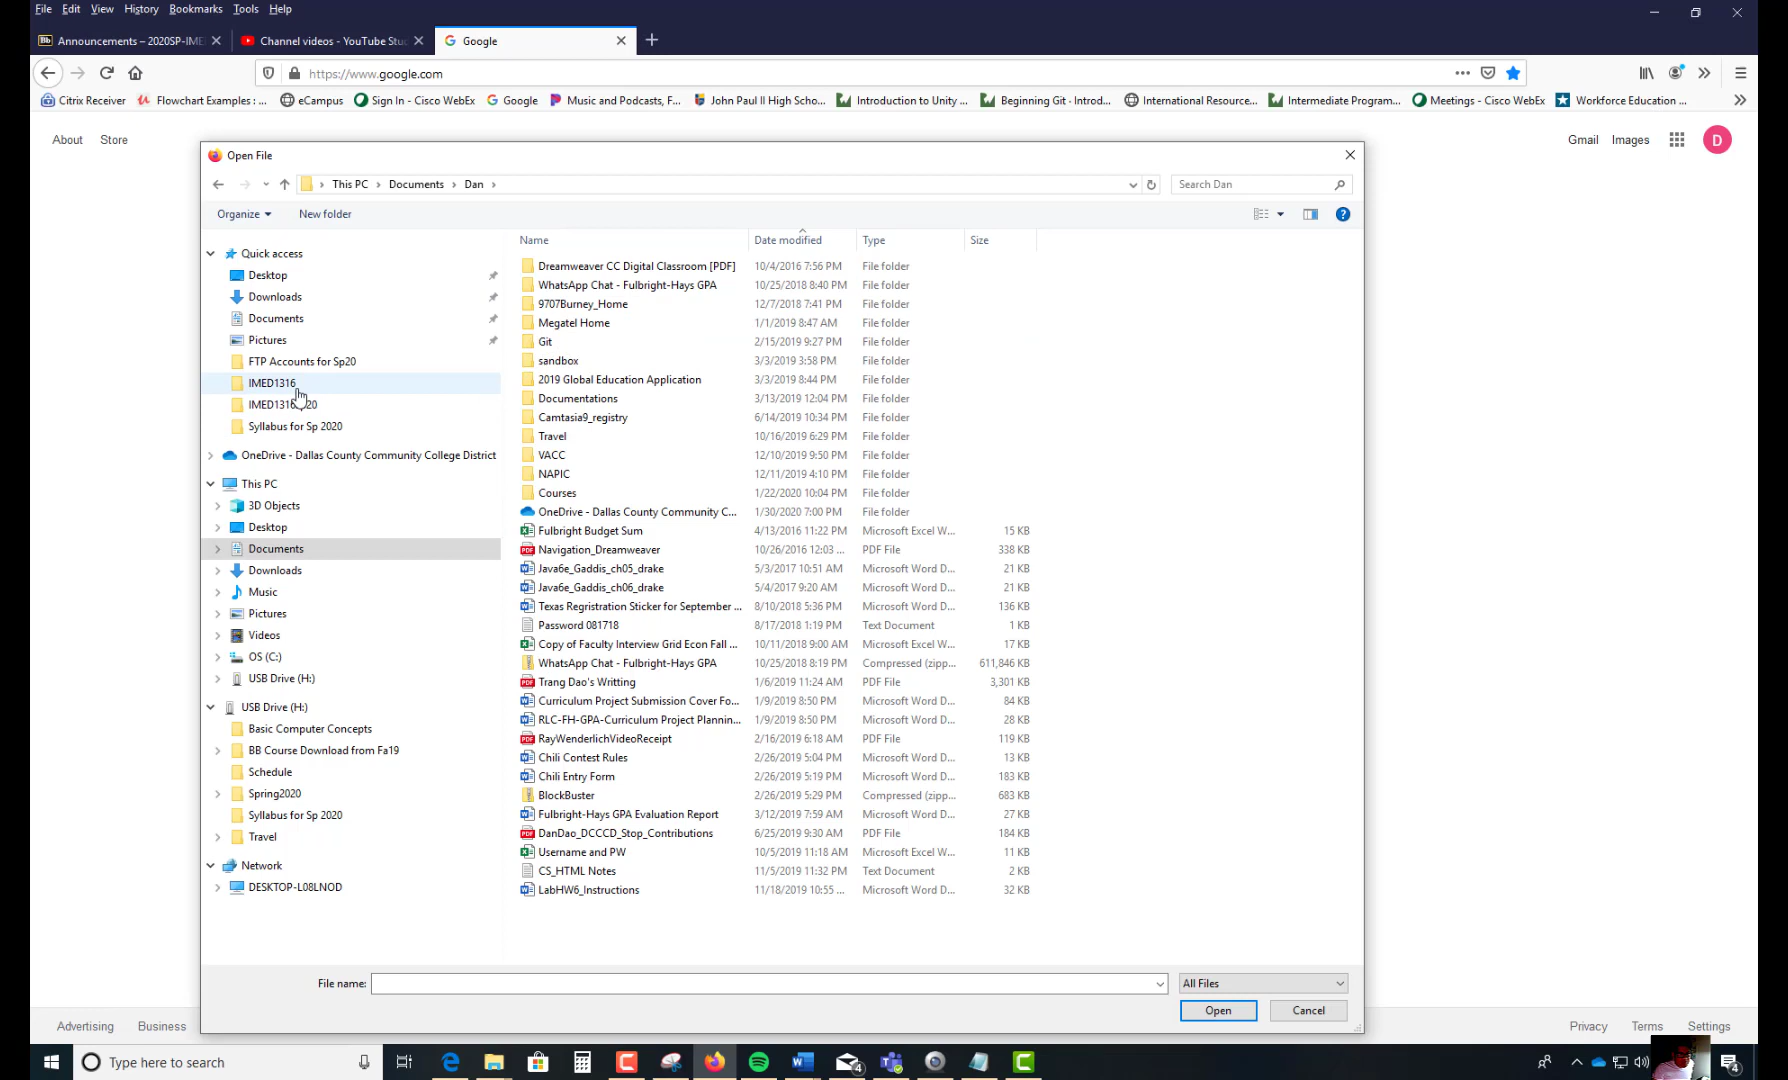 File Edit View History Bookmarks Tools Help
Announcements – 2020SP-IME Channel videos - YouTube Stu Google
https://www.google.com
Citrix Receiver Flowchart Examples : ... eCampus Sign In - Cisco WebEx Google Music and Podcasts, F... John Paul II High Scho... Introduction to Unity ... Beginning Git - Introd... International Resource... Intermediate Program... Meetings - Cisco WebEx Workforce Education ...
About Store Gmail Images D
Open File
This PC Documents Dan Search Dan
Organize New folder
Name Date modified Type Size
Quick access
Desktop
Downloads
Documents
Pictures
FTP Accounts for Sp20
IMED1316
IMED1316 20
Syllabus for Sp 2020
OneDrive - Dallas County Community College District
This PC
3D Objects
Desktop
Documents
Downloads
Music
Pictures
Videos
OS (C:)
USB Drive (H:)
USB Drive (H:)
Basic Computer Concepts
BB Course Download from Fa19
Schedule
Spring2020
Syllabus for Sp 2020
Travel
Network
DESKTOP-L08LNOD
Dreamweaver CC Digital Classroom [PDF] 10/4/2016 7:56 PM File folder
WhatsApp Chat - Fulbright-Hays GPA 10/25/2018 8:40 PM File folder
9707Burney_Home 12/7/2018 7:41 PM File folder
Megatel Home 1/1/2019 8:47 AM File folder
Git 2/15/2019 9:27 PM File folder
sandbox 3/3/2019 3:58 PM File folder
2019 Global Education Application 3/3/2019 8:44 PM File folder
Documentations 3/13/2019 12:04 PM File folder
Camtasia9_registry 6/14/2019 10:34 PM File folder
Travel 10/16/2019 6:29 PM File folder
VACC 12/10/2019 9:50 PM File folder
NAPIC 12/11/2019 4:10 PM File folder
Courses 1/22/2020 10:04 PM File folder
OneDrive - Dallas County Community C... 1/30/2020 7:00 PM File folder
Fulbright Budget Sum 4/13/2016 11:22 PM Microsoft Excel W... 15 KB
Navigation_Dreamweaver 10/26/2016 12:03 ... PDF File 338 KB
Java6e_Gaddis_ch05_drake 5/3/2017 10:51 AM Microsoft Word D... 21 KB
Java6e_Gaddis_ch06_drake 5/4/2017 9:20 AM Microsoft Word D... 21 KB
Texas Regristration Sticker for September ... 8/10/2018 5:36 PM Microsoft Word D... 136 KB
Password 081718 8/17/2018 1:19 PM Text Document 1 KB
Copy of Faculty Interview Grid Econ Fall ... 10/11/2018 9:00 AM Microsoft Excel W... 17 KB
WhatsApp Chat - Fulbright-Hays GPA 10/25/2018 8:19 PM Compressed (zipp... 611,846 KB
Trang Dao's Writting 1/6/2019 11:24 AM PDF File 3,301 KB
Curriculum Project Submission Cover Fo... 1/9/2019 8:50 PM Microsoft Word D... 84 KB
RLC-FH-GPA-Curriculum Project Plannin... 1/9/2019 8:50 PM Microsoft Word D... 28 KB
RayWenderlichVideoReceipt 2/16/2019 6:18 AM PDF File 119 KB
Chili Contest Rules 2/26/2019 5:04 PM Microsoft Word D... 13 KB
Chili Entry Form 2/26/2019 5:19 PM Microsoft Word D... 183 KB
BlockBuster 2/26/2019 5:29 PM Compressed (zipp... 683 KB
Fulbright-Hays GPA Evaluation Report 3/12/2019 7:59 AM Microsoft Word D... 27 KB
DanDao_DCCCD_Stop_Contributions 6/25/2019 9:30 AM PDF File 184 KB
Username and PW 10/5/2019 11:18 AM Microsoft Excel W... 11 KB
CS_HTML Notes 11/5/2019 11:32 PM Text Document 2 KB
LabHW6_Instructions 11/18/2019 10:55 ... Microsoft Word D... 32 KB
File name: All Files
Open Cancel
Advertising Business Privacy Terms Settings
Type here to search 4 4